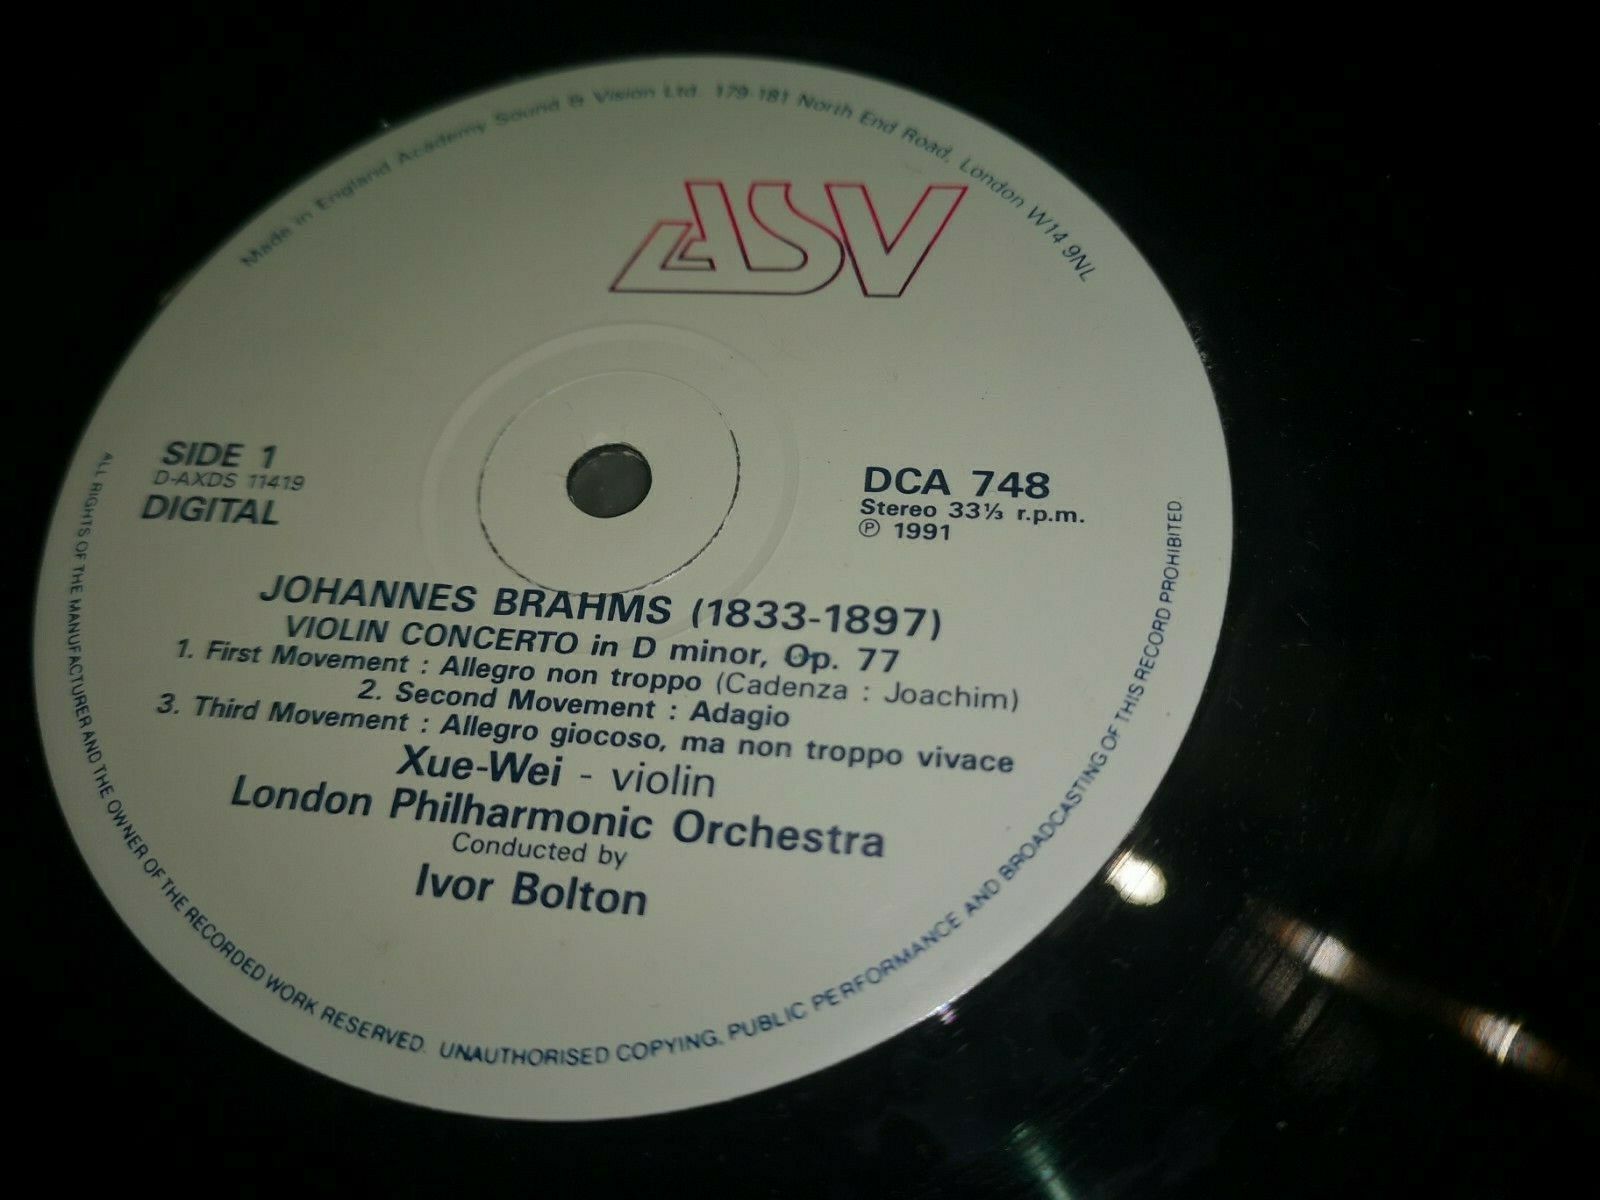 Made in England Academy Sound & Vision Ltd. 179-181 North End Road, London W14 9NL
ASV
SIDE 1
D-AXDS 11419
DIGITAL
DCA 748
Stereo 33⅓ r.p.m.
℗ 1991
JOHANNES BRAHMS (1833-1897)
VIOLIN CONCERTO in D minor, Op. 77
1. First Movement : Allegro non troppo (Cadenza : Joachim)
2. Second Movement : Adagio
3. Third Movement : Allegro giocoso, ma non troppo vivace
Xue-Wei - violin
London Philharmonic Orchestra
Conducted by
Ivor Bolton
ALL RIGHTS OF THE MANUFACTURER AND THE OWNER OF THE RECORDED WORK RESERVED. UNAUTHORISED COPYING, PUBLIC PERFORMANCE AND BROADCASTING OF THIS RECORD PROHIBITED.